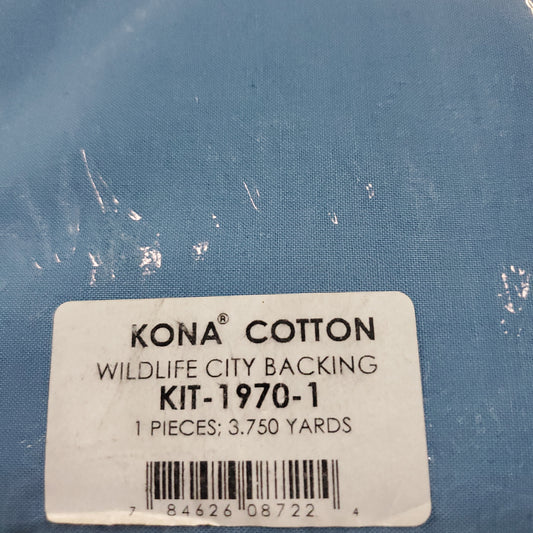 KONA® COTTON
WILDLIFE CITY BACKING
KIT-1970-1
1 PIECES; 3.750 YARDS
7 84626 08722 4